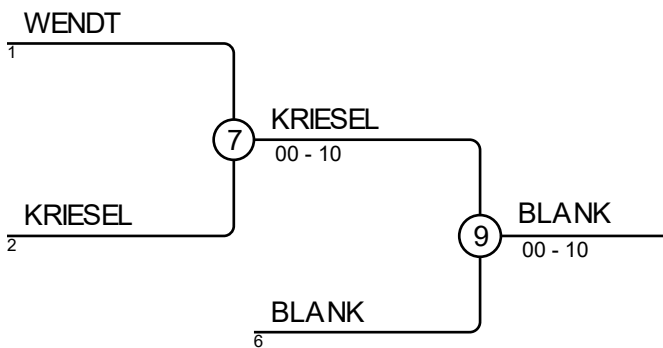 WENDT
1
7
KRIESEL
00 - 10
KRIESEL
2
9
BLANK
00 - 10
BLANK
6